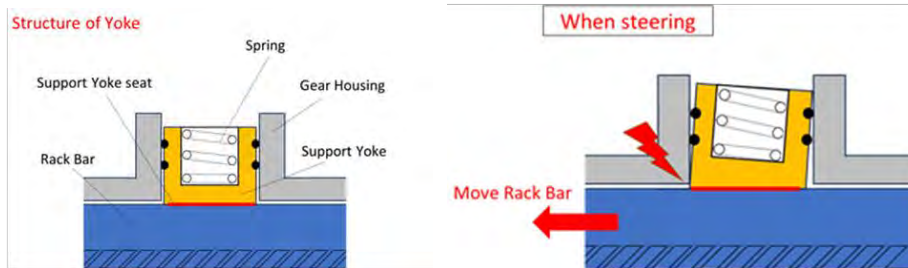 Structure of Yoke
Spring
Support Yoke seat
Gear Housing
Rack Bar
Support Yoke
When steering
Move Rack Bar